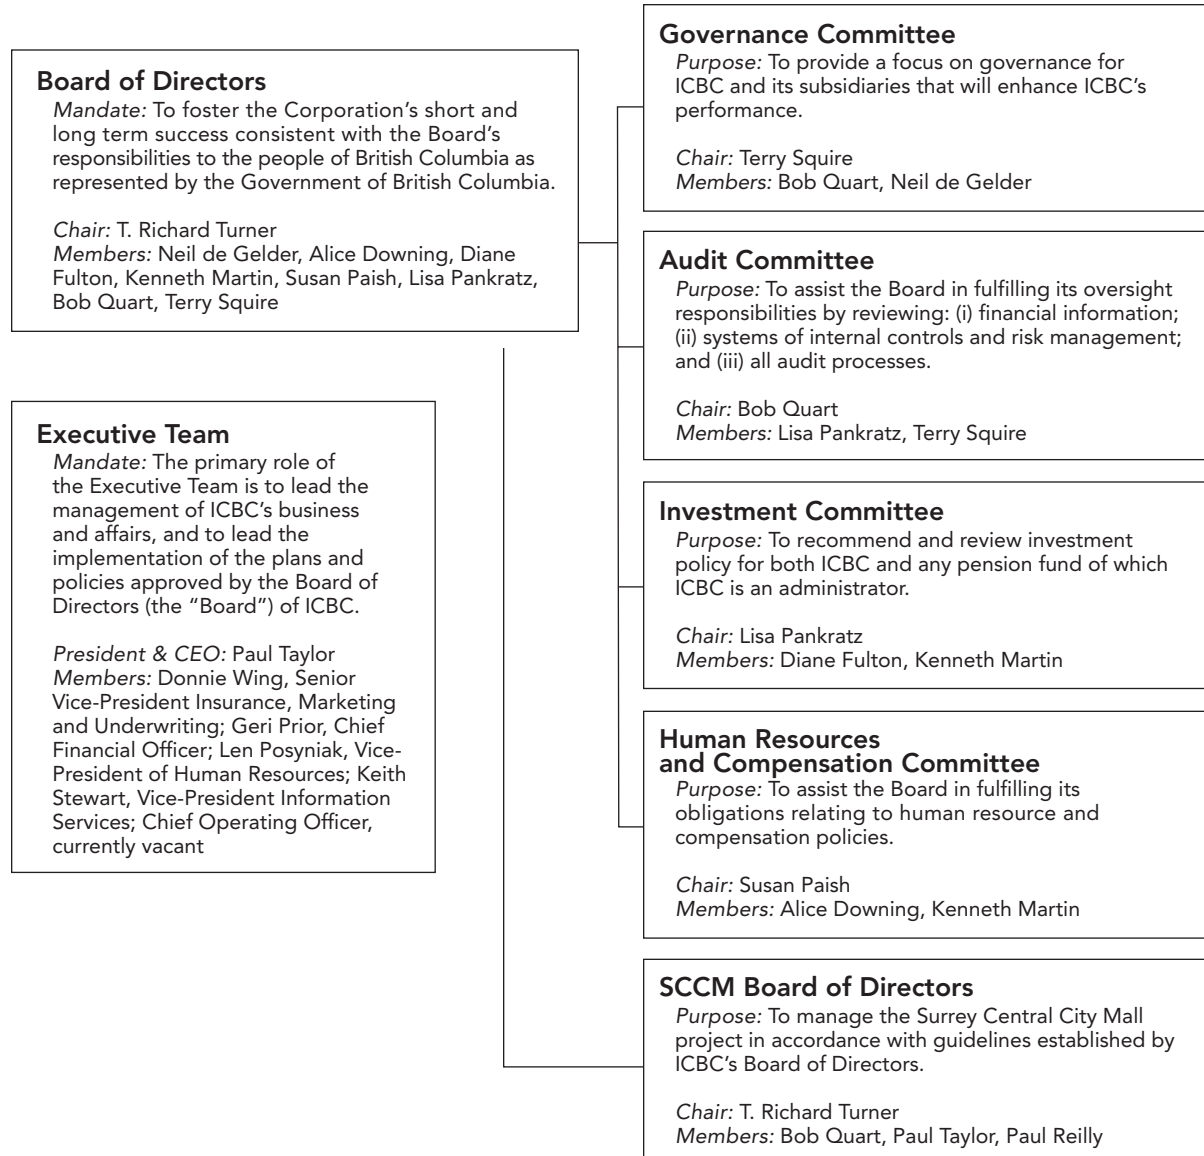 Board of Directors
Mandate: To foster the Corporation’s short and
long term success consistent with the Board’s
responsibilities to the people of British Columbia as
represented by the Government of British Columbia.
Chair: T. Richard Turner
Members: Neil de Gelder, Alice Downing, Diane
Fulton, Kenneth Martin, Susan Paish, Lisa Pankratz,
Bob Quart, Terry Squire
Executive Team
Mandate: The primary role of
the Executive Team is to lead the
management of ICBC’s business
and affairs, and to lead the
implementation of the plans and
policies approved by the Board of
Directors (the “Board”) of ICBC.
President & CEO: Paul Taylor
Members: Donnie Wing, Senior
Vice-President Insurance, Marketing
and Underwriting; Geri Prior, Chief
Financial Officer; Len Posyniak, Vice-
President of Human Resources; Keith
Stewart, Vice-President Information
Services; Chief Operating Officer,
currently vacant
Governance Committee
Purpose: To provide a focus on governance for
ICBC and its subsidiaries that will enhance ICBC’s
performance.
Chair: Terry Squire
Members: Bob Quart, Neil de Gelder
Audit Committee
Purpose: To assist the Board in fulfilling its oversight
responsibilities by reviewing: (i) financial information;
(ii) systems of internal controls and risk management;
and (iii) all audit processes.
Chair: Bob Quart
Members: Lisa Pankratz, Terry Squire
Investment Committee
Purpose: To recommend and review investment
policy for both ICBC and any pension fund of which
ICBC is an administrator.
Chair: Lisa Pankratz
Members: Diane Fulton, Kenneth Martin
Human Resources
and Compensation Committee
Purpose: To assist the Board in fulfilling its
obligations relating to human resource and
compensation policies.
Chair: Susan Paish
Members: Alice Downing, Kenneth Martin
SCCM Board of Directors
Purpose: To manage the Surrey Central City Mall
project in accordance with guidelines established by
ICBC’s Board of Directors.
Chair: T. Richard Turner
Members: Bob Quart, Paul Taylor, Paul Reilly